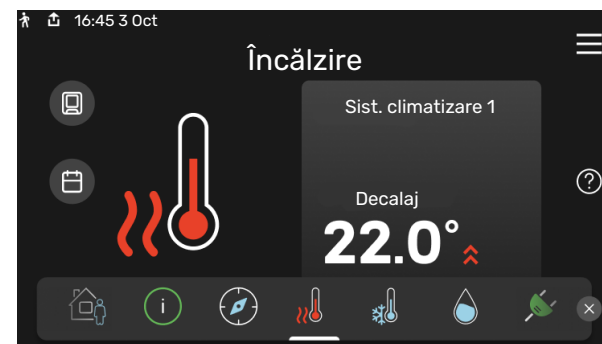 16:45 3 Oct
Încălzire
Sist. climatizare 1
Decalaj
22.0°
i
?